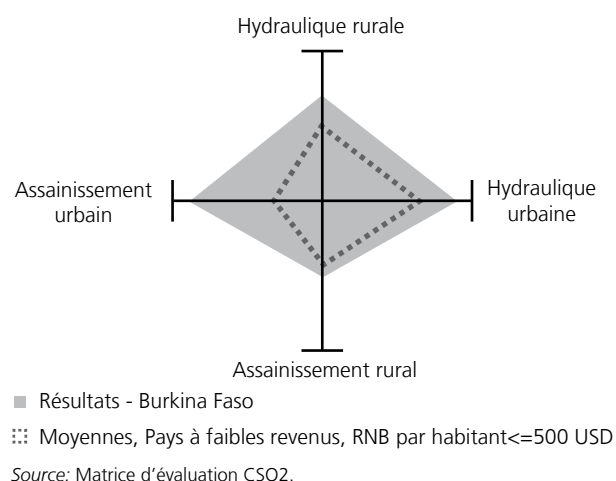 Hydraulique rurale
Assainissement
urbain
Hydraulique
urbaine
Assainissement rural
Résultats - Burkina Faso
Moyennes, Pays à faibles revenus, RNB par habitant<=500 USD
Source: Matrice d’évaluation CSO2.